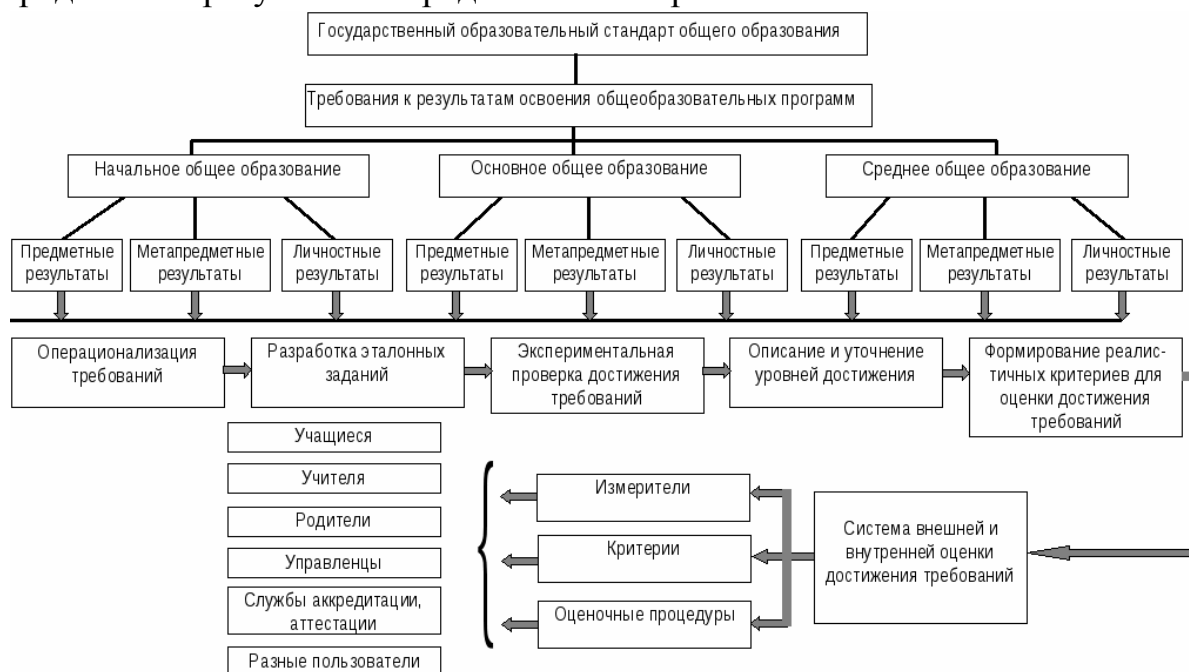 Государственный образовательный стандарт общего образования
Требования к результатам освоения общеобразовательных программ
Начальное общее образование
Основное общее образование
Среднее общее образование
Предметные
результаты
Метапредметные
результаты
Личностные
результаты
Предметные
результаты
Метапредметные
результаты
Личностные
результаты
Предметные
результаты
Метапредметные
результаты
Личностные
результаты
Операционализация
требований
Разработка эталонных
заданий
Экспериментальная
проверка достижения
требований
Описание и уточнение
уровней достижения
Формирование реалис-
тичных критериев для
оценки достижения
требований
Учащиеся
Учителя
Родители
Управленцы
Службы аккредитации,
аттестации
Разные пользователи
Измерители
Критерии
Оценочные процедуры
Система внешней и
внутренней оценки
достижения требований